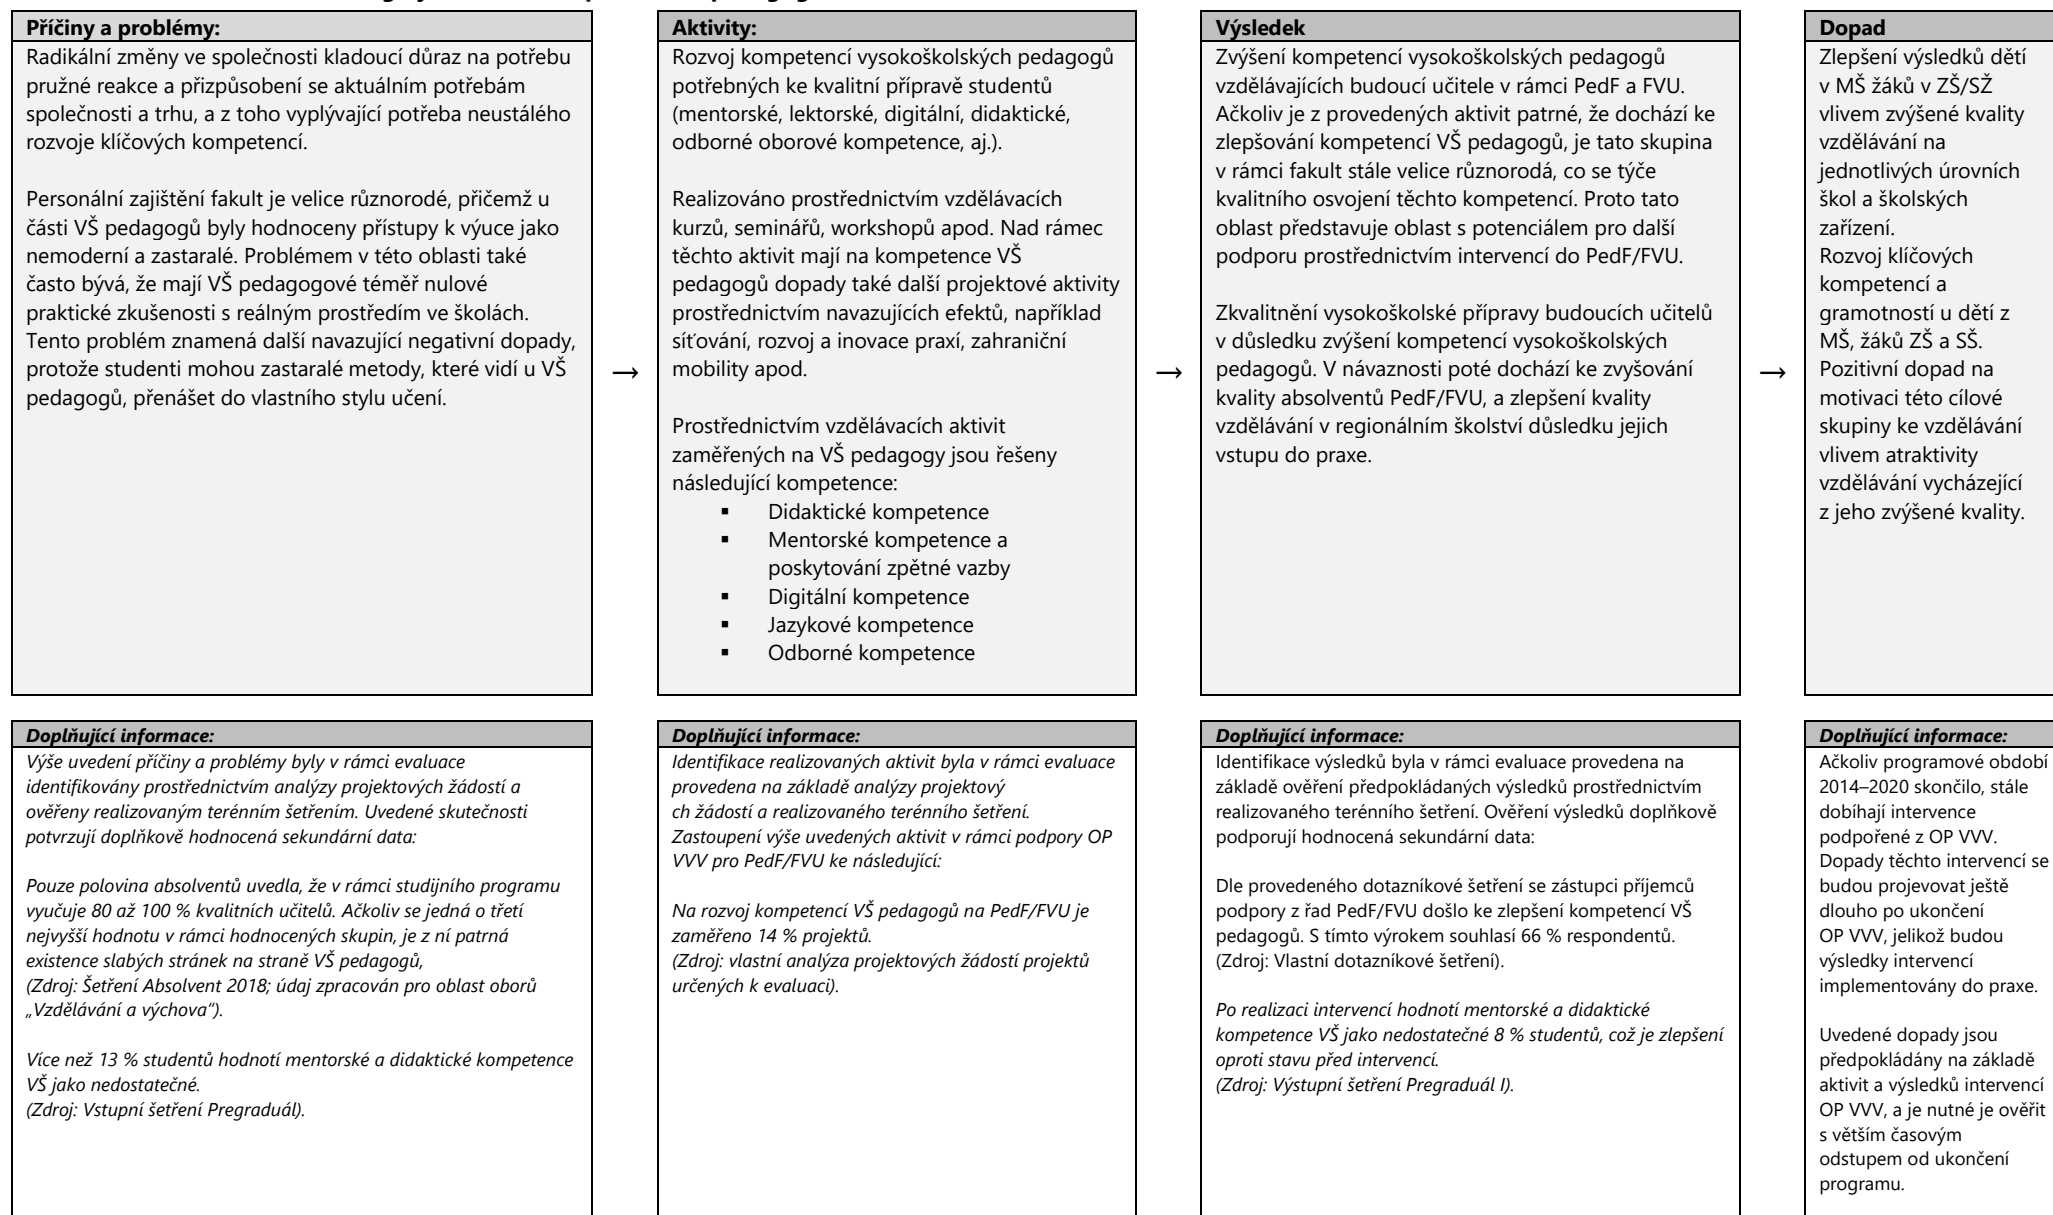 Příčiny a problémy:
Radikální změny ve společnosti kladoucí důraz na potřebu
pružné reakce a přizpůsobení se aktuálním potřebám
společnosti a trhu, a z toho vyplývající potřeba neustálého
rozvoje klíčových kompetencí.
Personální zajištění fakult je velice různorodé, přičemž u
části VŠ pedagogů byly hodnoceny přístupy k výuce jako
nemoderní a zastaralé. Problémem v této oblasti také
často bývá, že mají VŠ pedagogové téměř nulové
praktické zkušenosti s reálným prostředím ve školách.
Tento problém znamená další navazující negativní dopady,
protože studenti mohou zastaralé metody, které vidí u VŠ
pedagogů, přenášet do vlastního stylu učení.
→
Aktivity:
Rozvoj kompetencí vysokoškolských pedagogů
potřebných ke kvalitní přípravě studentů
(mentorské, lektorské, digitální, didaktické,
odborné oborové kompetence, aj.).
Realizováno prostřednictvím vzdělávacích
kurzů, seminářů, workshopů apod. Nad rámec
těchto aktivit mají na kompetence VŠ
pedagogů dopady také další projektové aktivity
prostřednictvím navazujících efektů, například
síťování, rozvoj a inovace praxí, zahraniční
mobility apod.
Prostřednictvím vzdělávacích aktivit
zaměřených na VŠ pedagogy jsou řešeny
následující kompetence:
▪ Didaktické kompetence
▪ Mentorské kompetence a
poskytování zpětné vazby
▪ Digitální kompetence
▪ Jazykové kompetence
▪ Odborné kompetence
→
Výsledek
Zvýšení kompetencí vysokoškolských pedagogů
vzdělávajících budoucí učitele v rámci PedF a FVU.
Ačkoliv je z provedených aktivit patrné, že dochází ke
zlepšování kompetencí VŠ pedagogů, je tato skupina
v rámci fakult stále velice různorodá, co se týče
kvalitního osvojení těchto kompetencí. Proto tato
oblast představuje oblast s potenciálem pro další
podporu prostřednictvím intervencí do PedF/FVU.
Zkvalitnění vysokoškolské přípravy budoucích učitelů
v důsledku zvýšení kompetencí vysokoškolských
pedagogů. V návaznosti poté dochází ke zvyšování
kvality absolventů PedF/FVU, a zlepšení kvality
vzdělávání v regionálním školství důsledku jejich
vstupu do praxe.
→
Dopad
Zlepšení výsledků dětí
v MŠ žáků v ZŠ/SŽ
vlivem zvýšené kvality
vzdělávání na
jednotlivých úrovních
škol a školských
zařízení.
Rozvoj klíčových
kompetencí a
gramotností u dětí z
MŠ, žáků ZŠ a SŠ.
Pozitivní dopad na
motivaci této cílové
skupiny ke vzdělávání
vlivem atraktivity
vzdělávání vycházející
z jeho zvýšené kvality.
Doplňující informace:
Výše uvedení příčiny a problémy byly v rámci evaluace
identifikovány prostřednictvím analýzy projektových žádostí a
ověřeny realizovaným terénním šetřením. Uvedené skutečnosti
potvrzují doplňkově hodnocená sekundární data:
Pouze polovina absolventů uvedla, že v rámci studijního programu
vyučuje 80 až 100 % kvalitních učitelů. Ačkoliv se jedná o třetí
nejvyšší hodnotu v rámci hodnocených skupin, je z ní patrná
existence slabých stránek na straně VŠ pedagogů,
(Zdroj: Šetření Absolvent 2018; údaj zpracován pro oblast oborů
„Vzdělávání a výchova“).
Více než 13 % studentů hodnotí mentorské a didaktické kompetence
VŠ jako nedostatečné.
(Zdroj: Vstupní šetření Pregraduál).
Doplňující informace:
Identifikace realizovaných aktivit byla v rámci evaluace
provedena na základě analýzy projektový
ch žádostí a realizovaného terénního šetření.
Zastoupení výše uvedených aktivit v rámci podpory OP
VVV pro PedF/FVU ke následující:
Na rozvoj kompetencí VŠ pedagogů na PedF/FVU je
zaměřeno 14 % projektů.
(Zdroj: vlastní analýza projektových žádostí projektů
určených k evaluaci).
Doplňující informace:
Identifikace výsledků byla v rámci evaluace provedena na
základě ověření předpokládaných výsledků prostřednictvím
realizovaného terénního šetření. Ověření výsledků doplňkově
podporují hodnocená sekundární data:
Dle provedeného dotazníkové šetření se zástupci příjemců
podpory z řad PedF/FVU došlo ke zlepšení kompetencí VŠ
pedagogů. S tímto výrokem souhlasí 66 % respondentů.
(Zdroj: Vlastní dotazníkové šetření).
Po realizaci intervencí hodnotí mentorské a didaktické
kompetence VŠ jako nedostatečné 8 % studentů, což je zlepšení
oproti stavu před intervencí.
(Zdroj: Výstupní šetření Pregraduál I).
Doplňující informace:
Ačkoliv programové období
2014–2020 skončilo, stále
dobíhají intervence
podpořené z OP VVV.
Dopady těchto intervencí se
budou projevovat ještě
dlouho po ukončení
OP VVV, jelikož budou
výsledky intervencí
implementovány do praxe.
Uvedené dopady jsou
předpokládány na základě
aktivit a výsledků intervencí
OP VVV, a je nutné je ověřit
s větším časovým
odstupem od ukončení
programu.